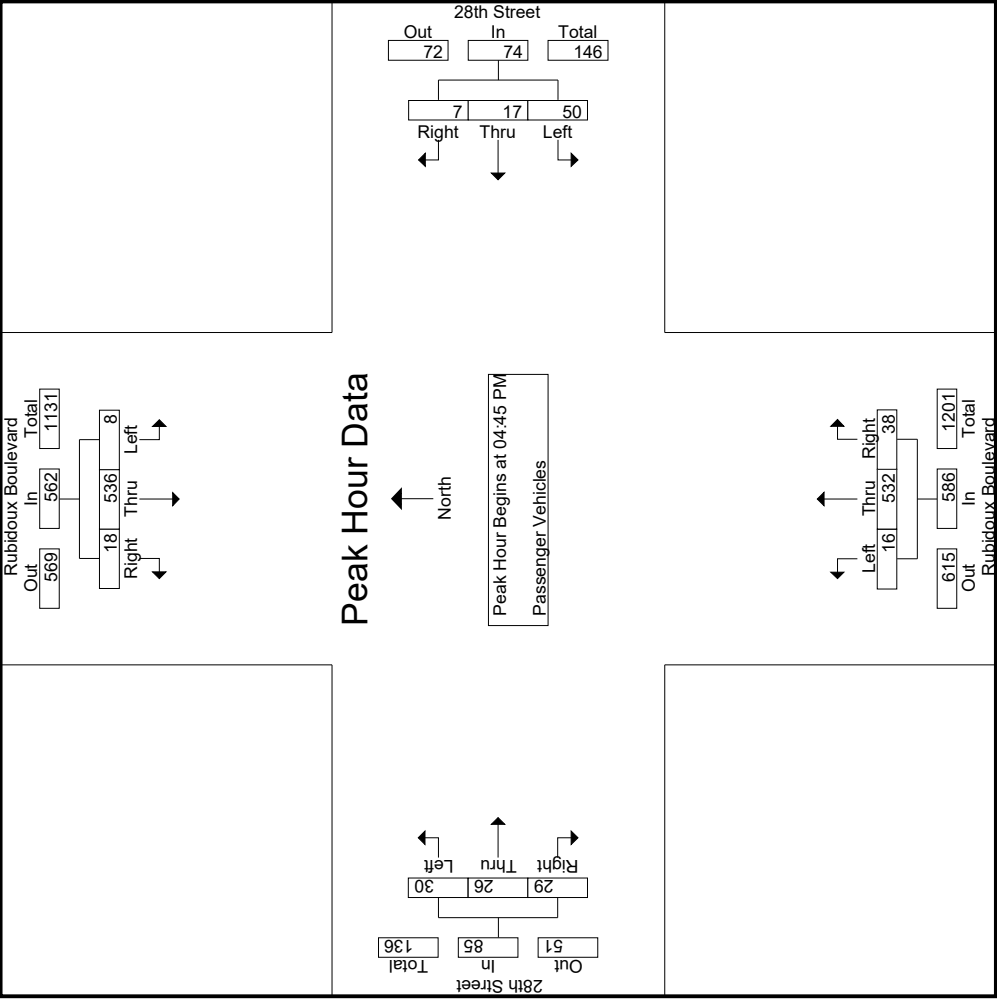 28th Street
Out In Total
72 74 146
7 17 50
Right Thru Left
Rubidoux Boulevard
Out In Total
569 562 1131
18 536 8
Right Thru Left
Peak Hour Data
North
Peak Hour Begins at 04:45 PM
Passenger Vehicles
Left Thru Right
16 532 38
615 586 1201
Out In Total
Rubidoux Boulevard
Left Thru Right
30 26 29
136 85 51
Total In Out
28th Street